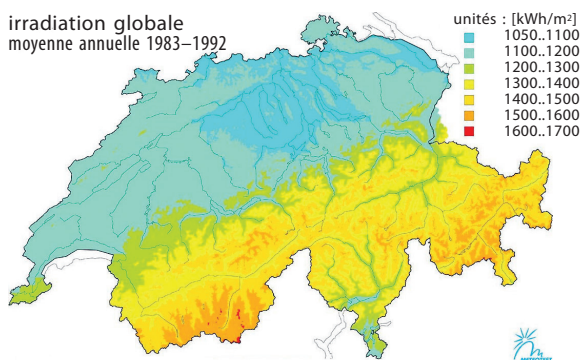 irradiation globale
moyenne annuelle 1983–1992
unités : [kWh/m²]
1050..1100
1100..1200
1200..1300
1300..1400
1400..1500
1500..1600
1600..1700